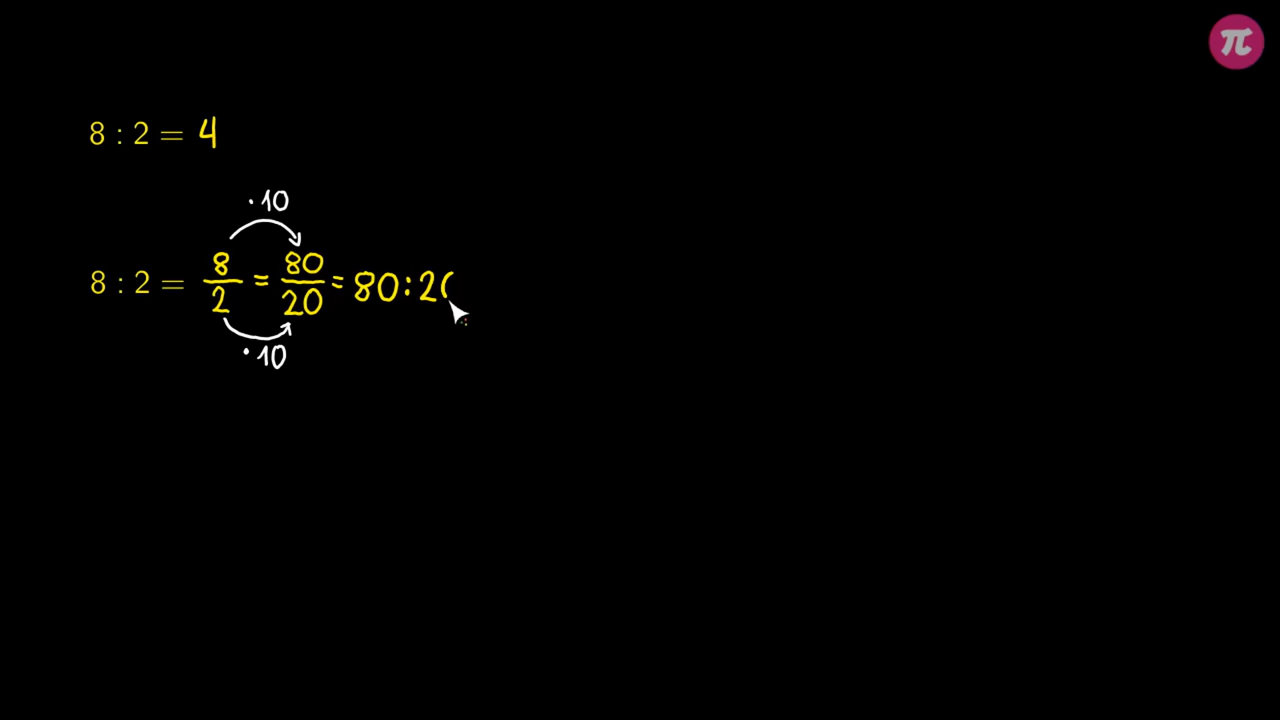 π
8 : 2 = 4
· 10
8 : 2 = 8/2 = 80/20 = 80 : 2(
· 10